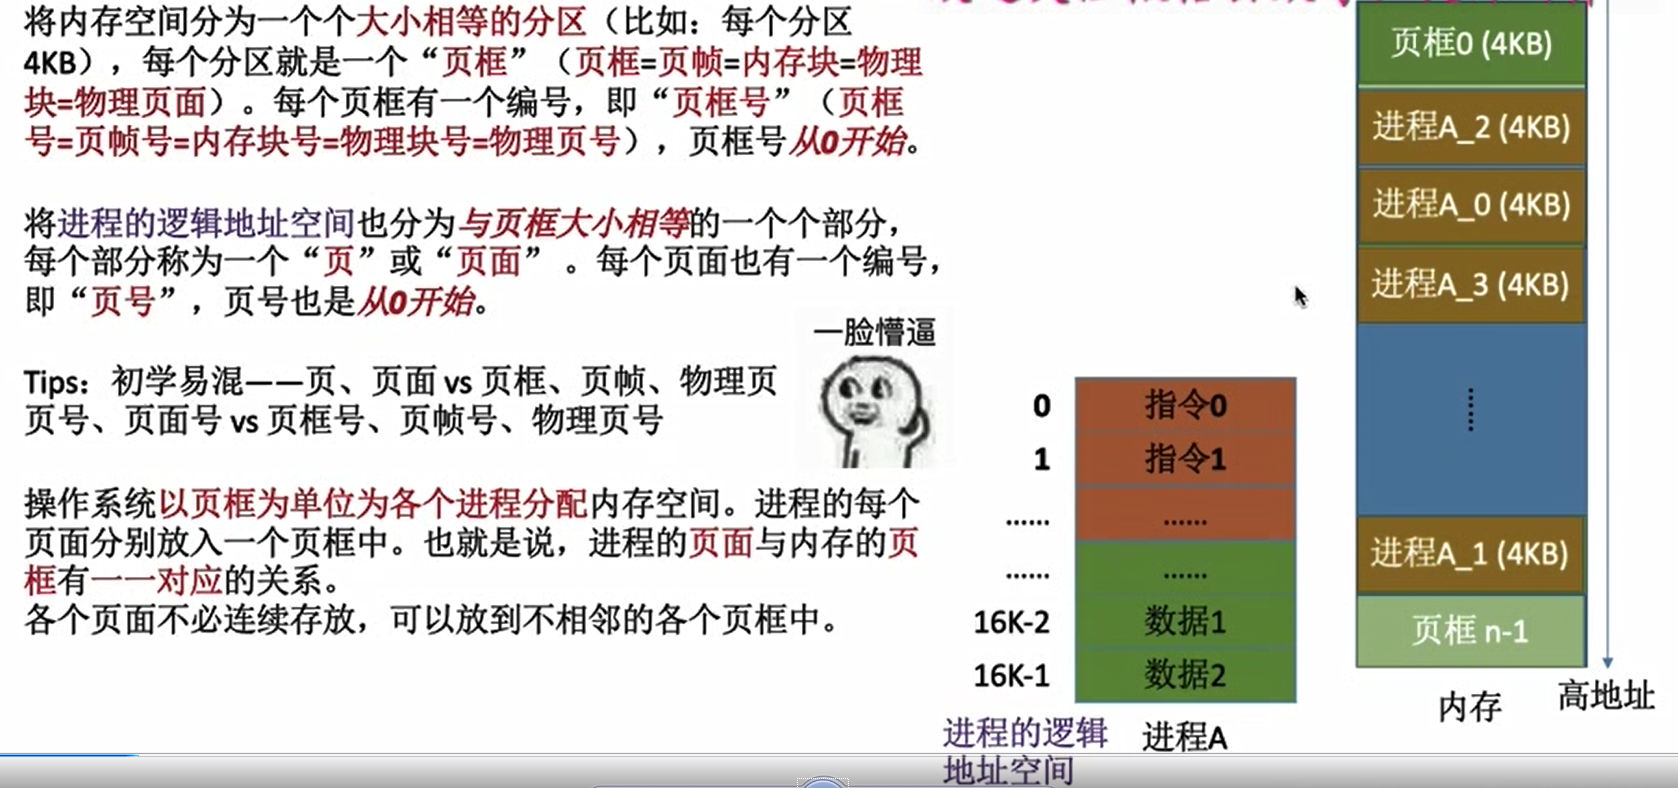 将内存空间分为一个个大小相等的分区（比如：每个分区
4KB），每个分区就是一个“页框”（页框=页帧=内存块=物理
块=物理页面）。每个页框有一个编号，即“页框号”（页框
号=页帧号=内存块号=物理块号=物理页号），页框号从0开始。
将进程的逻辑地址空间也分为与页框大小相等的一个个部分，
每个部分称为一个“页”或“页面” 。每个页面也有一个编号，
即“页号”，页号也是从0开始。
Tips：初学易混——页、页面 vs 页框、页帧、物理页
页号、页面号 vs 页框号、页帧号、物理页号
操作系统以页框为单位为各个进程分配内存空间。进程的每个
页面分别放入一个页框中。也就是说，进程的页面与内存的页
框有一一对应的关系。
各个页面不必连续存放，可以放到不相邻的各个页框中。
一脸懵逼
0 指令0
1 指令1
...... ......
...... ......
16K-2 数据1
16K-1 数据2
进程的逻辑
地址空间
进程A
页框0 (4KB)
进程A_2 (4KB)
进程A_0 (4KB)
进程A_3 (4KB)
......
进程A_1 (4KB)
页框 n-1
内存
高地址